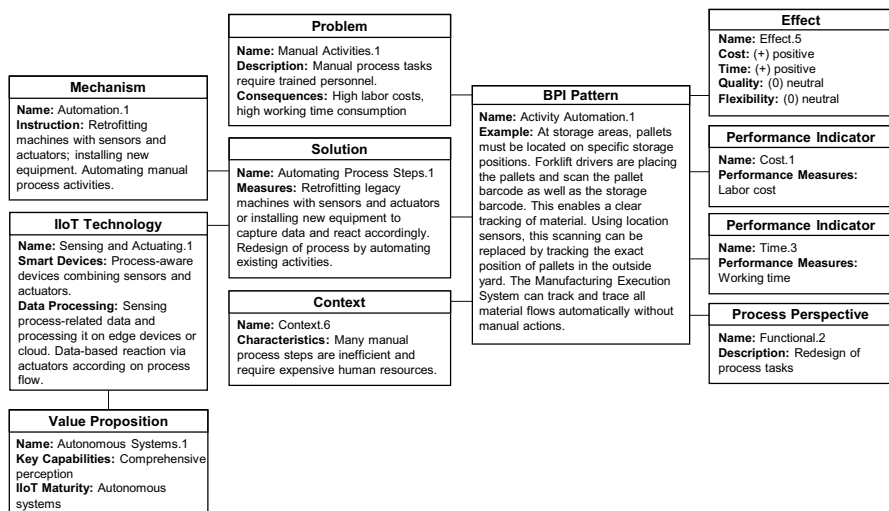 Mechanism
Name: Automation.1
Instruction: Retrofitting
machines with sensors and
actuators; installing new
equipment. Automating manual
process activities.
IIoT Technology
Name: Sensing and Actuating.1
Smart Devices: Process-aware
devices combining sensors and
actuators.
Data Processing: Sensing
process-related data and
processing it on edge devices or
cloud. Data-based reaction via
actuators according on process
flow.
Value Proposition
Name: Autonomous Systems.1
Key Capabilities: Comprehensive
perception
IIoT Maturity: Autonomous
systems
Problem
Name: Manual Activities.1
Description: Manual process tasks
require trained personnel.
Consequences: High labor costs,
high working time consumption
Solution
Name: Automating Process Steps.1
Measures: Retrofitting legacy
machines with sensors and actuators
or installing new equipment to
capture data and react accordingly.
Redesign of process by automating
existing activities.
Context
Name: Context.6
Characteristics: Many manual
process steps are inefficient and
require expensive human resources.
BPI Pattern
Name: Activity Automation.1
Example: At storage areas, pallets
must be located on specific storage
positions. Forklift drivers are placing
the pallets and scan the pallet
barcode as well as the storage
barcode. This enables a clear
tracking of material. Using location
sensors, this scanning can be
replaced by tracking the exact
position of pallets in the outside
yard. The Manufacturing Execution
System can track and trace all
material flows automatically without
manual actions.
Effect
Name: Effect.5
Cost: (+) positive
Time: (+) positive
Quality: (0) neutral
Flexibility: (0) neutral
Performance Indicator
Name: Cost.1
Performance Measures:
Labor cost
Performance Indicator
Name: Time.3
Performance Measures:
Working time
Process Perspective
Name: Functional.2
Description: Redesign of
process tasks